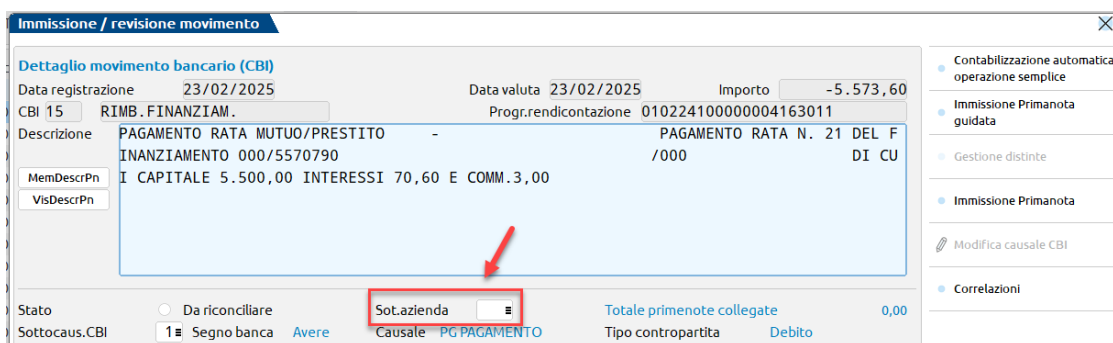 Immissione / revisione movimento
Dettaglio movimento bancario (CBI)
Data registrazione 23/02/2025 Data valuta 23/02/2025 Importo -5.573,60
CBI 15 RIMB.FINANZIAM. Progr.rendicontazione 010224100000004163011
Descrizione PAGAMENTO RATA MUTUO/PRESTITO - PAGAMENTO RATA N. 21 DEL F
INANZIAMENTO 000/5570790 /000 DI CU
MemDescrPn I CAPITALE 5.500,00 INTERESSI 70,60 E COMM.3,00
VisDescrPn
Stato Da riconciliare Sot.azienda Totale primenote collegate 0,00
Sottocaus.CBI 1 Segno banca Avere Causale PG PAGAMENTO Tipo contropartita Debito
Contabilizzazione automatica
operazione semplice
Immissione Primanota
guidata
Gestione distinte
Immissione Primanota
Modifica causale CBI
Correlazioni